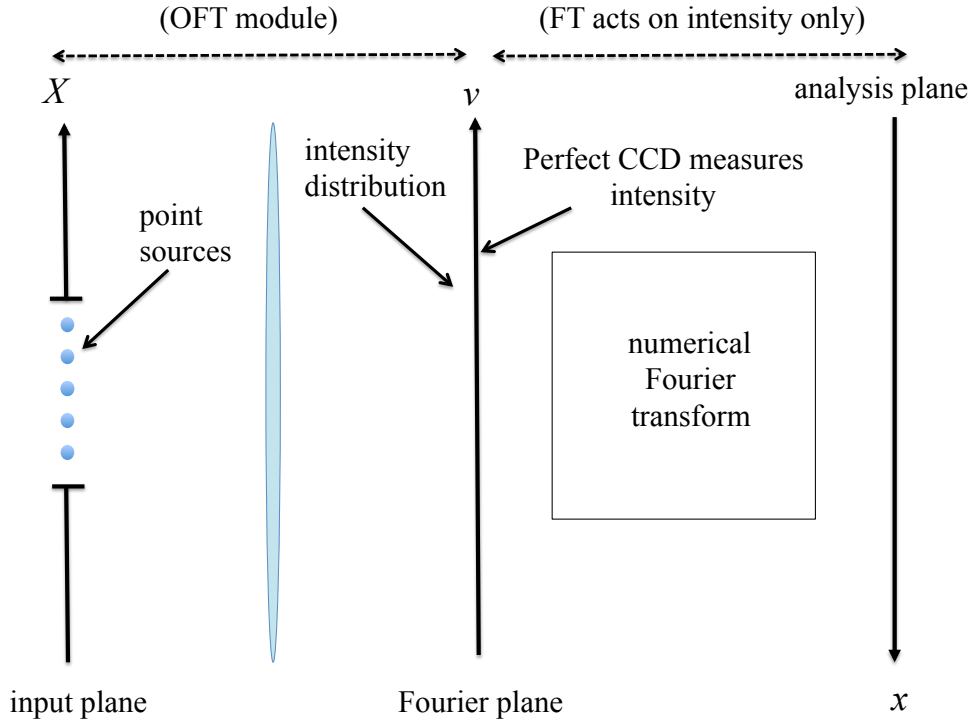 (OFT module)
(FT acts on intensity only)
X
v
analysis plane
intensity
distribution
Perfect CCD measures
intensity
point
sources
numerical
Fourier
transform
input plane
Fourier plane
x